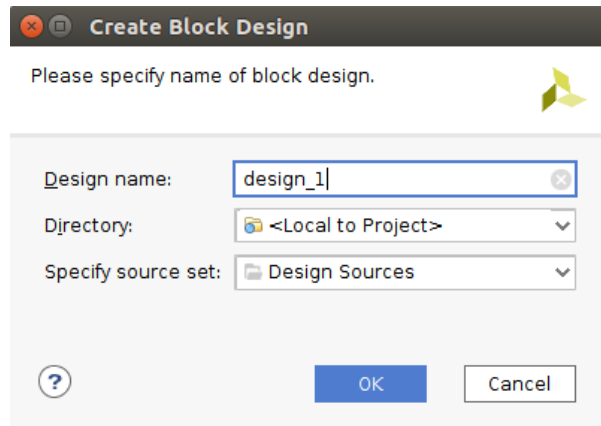 Create Block Design
Please specify name of block design.
Design name: design_1
Directory: <Local to Project>
Specify source set: Design Sources
? OK Cancel